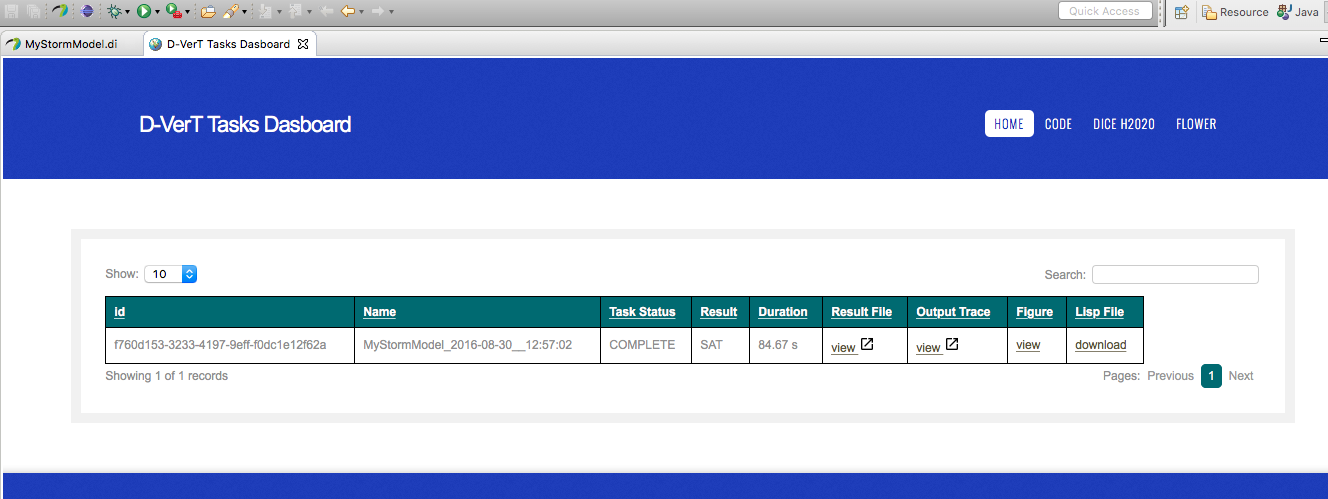 Quick Access
Resource
Java
MyStormModel.di
D-VerT Tasks Dasboard
D-VerT Tasks Dasboard
HOME
CODE
DICE H2020
FLOWER
Show: 10
Search:
Id Name Task Status Result Duration Result File Output Trace Figure Lisp File
f760d153-3233-4197-9eff-f0dc1e12f62a MyStormModel_2016-08-30__12:57:02 COMPLETE SAT 84.67 s view view view download
Showing 1 of 1 records
Pages: Previous 1 Next